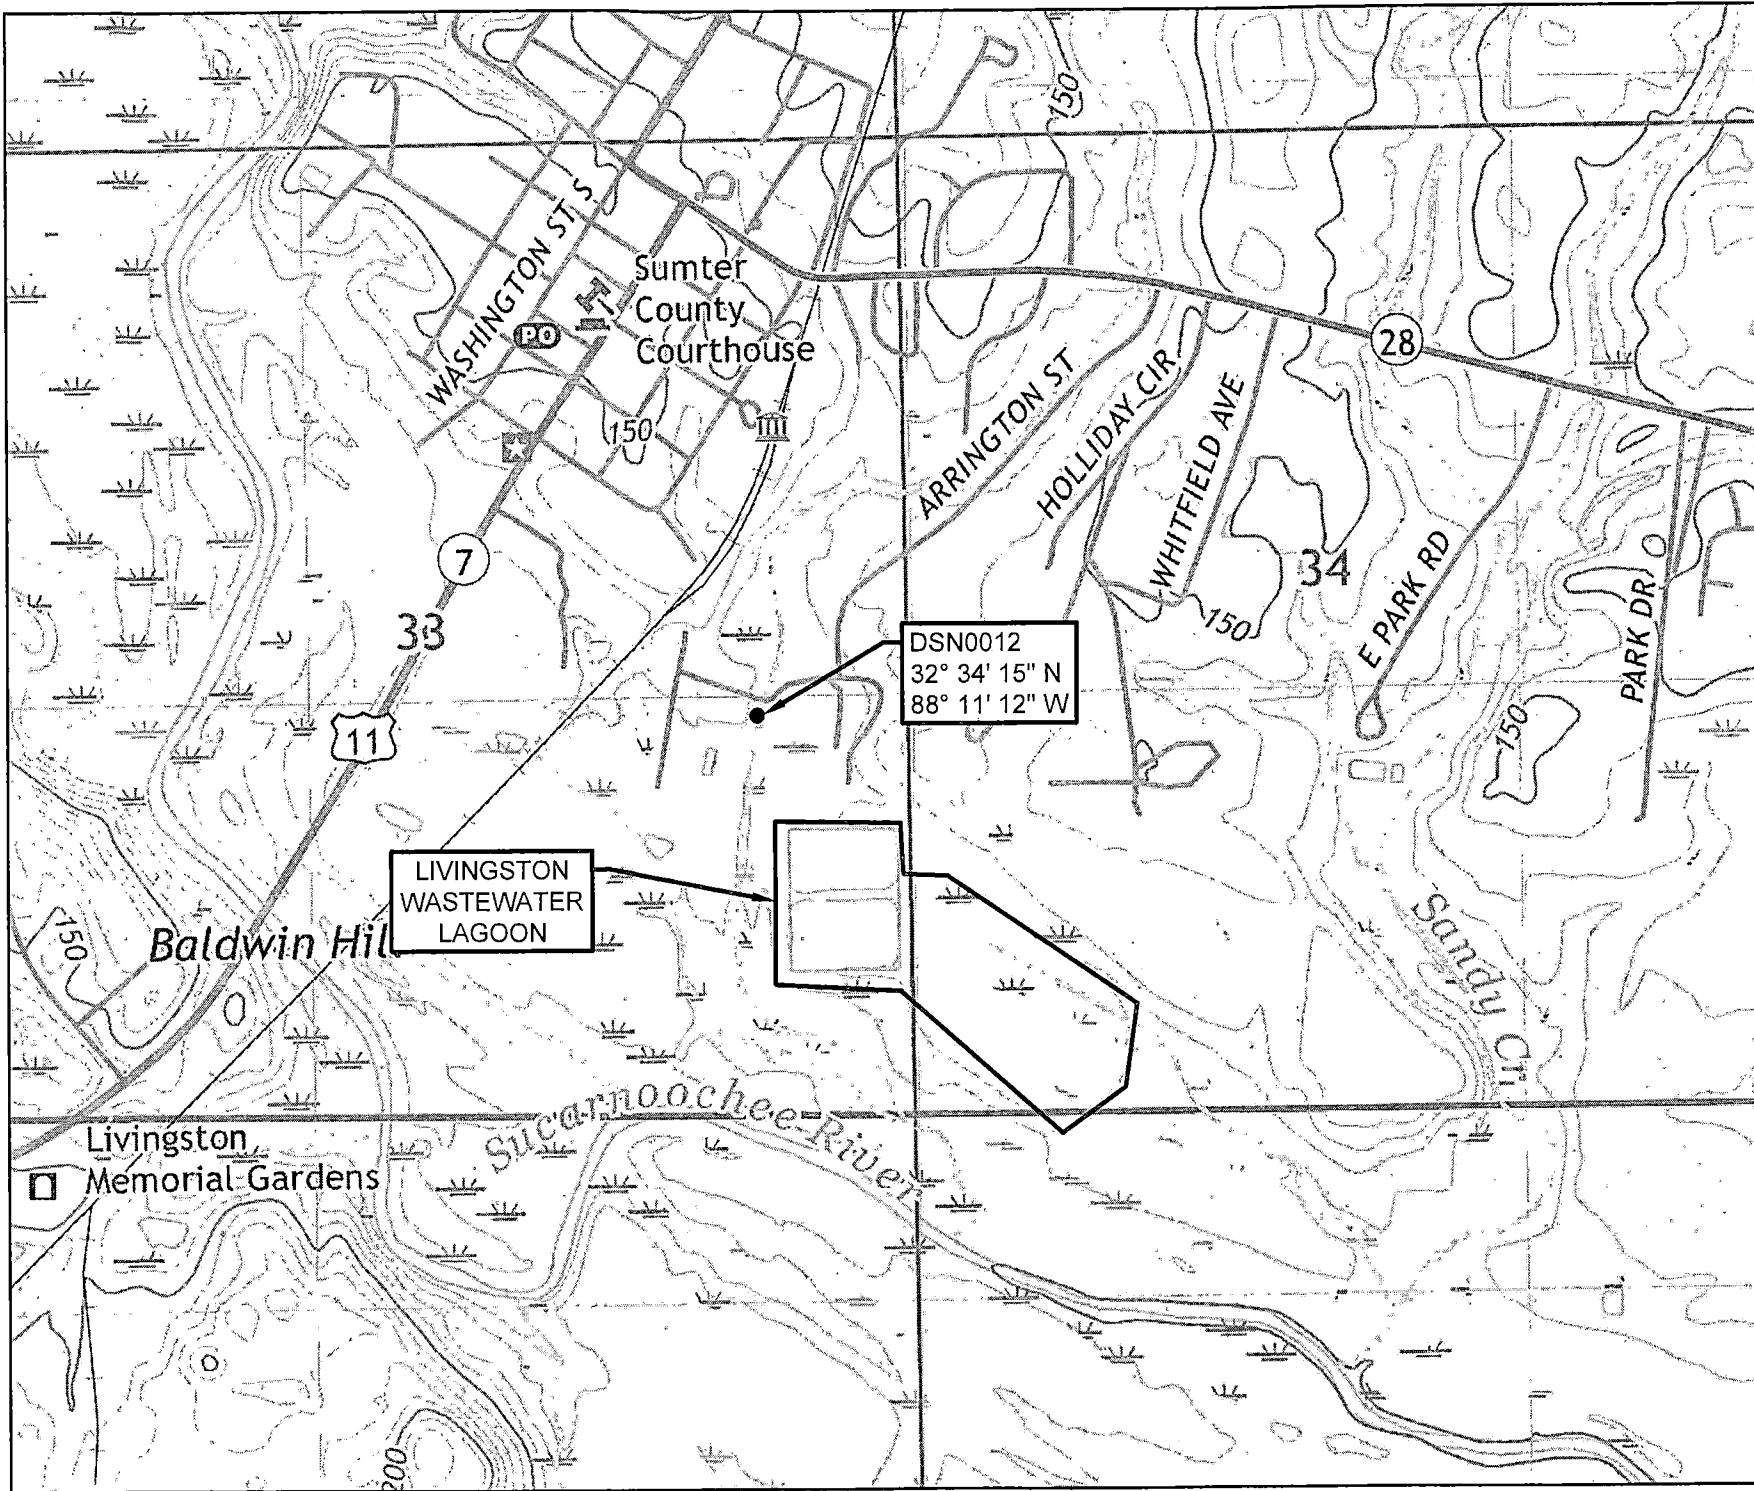 150
WASHINGTON ST S
Sumter
County
Courthouse
PO
28
150
ARRINGTON ST
HOLLIDAY CIR
WHITFIELD AVE
7
34
E PARK RD
PARK DR
33
150
DSN0012
32° 34' 15" N
88° 11' 12" W
11
150
LIVINGSTON
WASTEWATER
LAGOON
150
Baldwin Hill
Sandy Cr
Sucarnoochee River
Livingston
Memorial Gardens
200